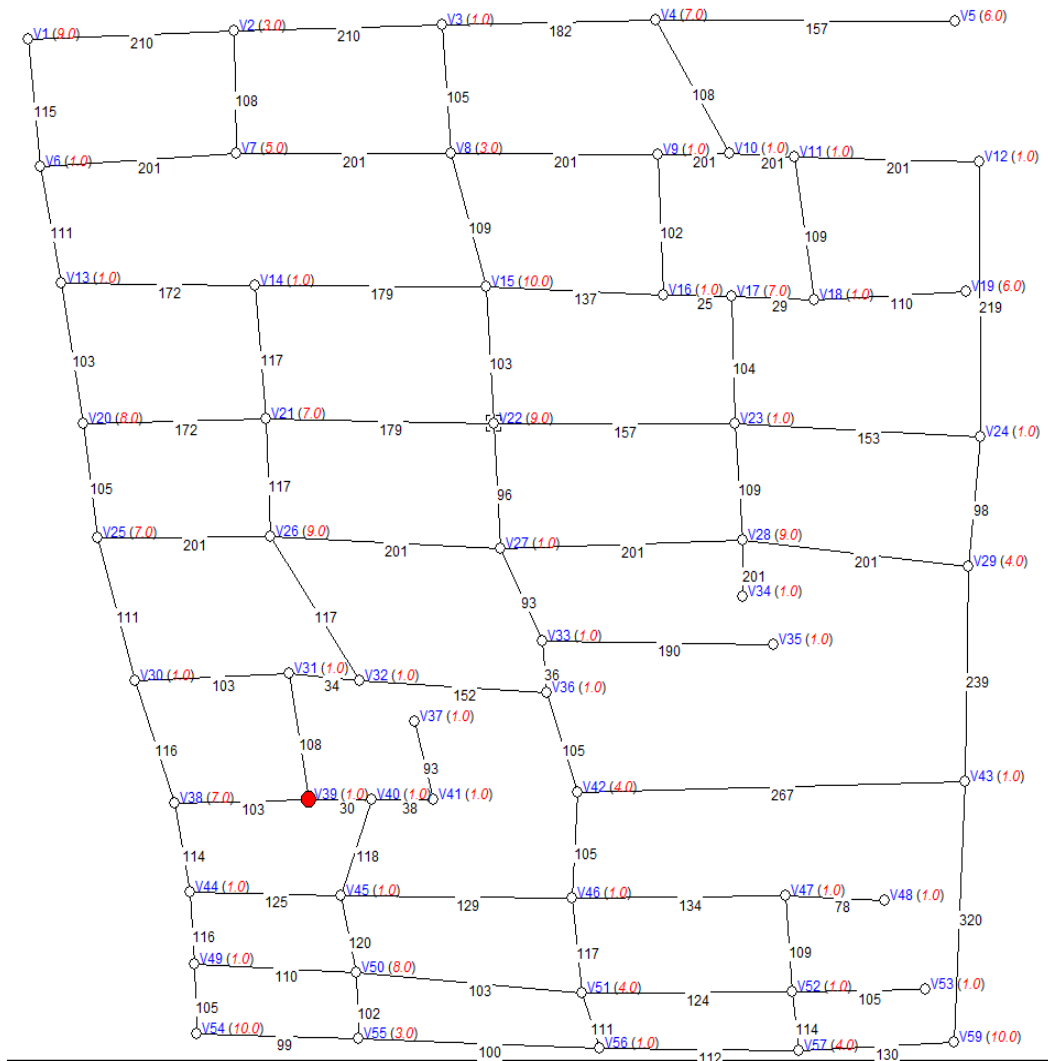 V1 (9.0) V2 (3.0) V3 (1.0) V4 (7.0) V5 (6.0)
210 210 182 157
115 108 105 108
V6 (1.0) V7 (5.0) V8 (3.0) V9 (1.0) V10 (1.0) V11 (1.0) V12 (1.0)
201 201 201 201 201 201
111 109 102 109
V13 (1.0) V14 (1.0) V15 (10.0) V16 (1.0) V17 (7.0) V18 (1.0) V19 (6.0)
172 179 137 25 29 110 219
103 117 103 104
V20 (8.0) V21 (7.0) V22 (9.0) V23 (1.0) V24 (1.0)
172 179 157 153
105 117 96 109 98
V25 (7.0) V26 (9.0) V27 (1.0) V28 (9.0) V29 (4.0)
201 201 201 201 201
V34 (1.0)
111 117 93
V33 (1.0) V35 (1.0)
190
V30 (1.0) V31 (1.0) V32 (1.0) V36 (1.0)
103 34 152 36 239
V37 (1.0)
116 108 93 105
V38 (7.0) V39 (1.0) V40 (1.0) V41 (1.0) V42 (4.0) V43 (1.0)
103 30 38 267
114 118 105
V44 (1.0) V45 (1.0) V46 (1.0) V47 (1.0) V48 (1.0)
125 129 134 78
116 120 117 109 320
V49 (1.0) V50 (8.0) V51 (4.0) V52 (1.0) V53 (1.0)
110 103 124 105
105 102 111 114
V54 (10.0) V55 (3.0) V56 (1.0) V57 (4.0) V59 (10.0)
99 100 112 130